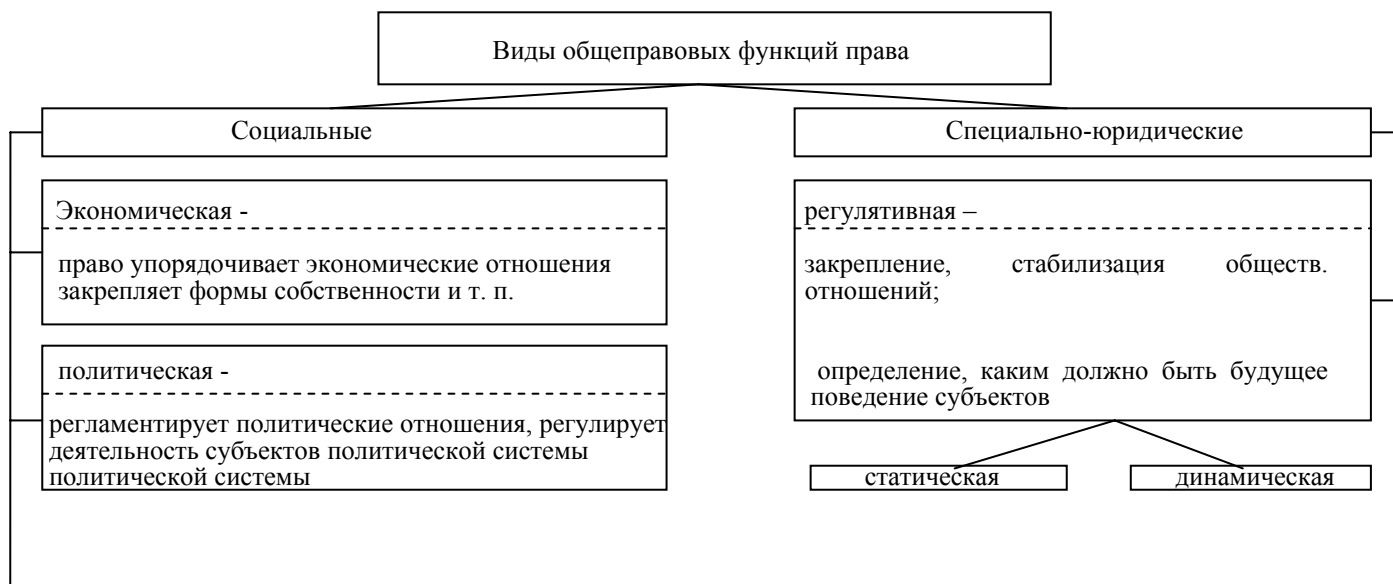 Виды общеправовых функций права
Социальные
Экономическая -
право упорядочивает экономические отношения
закрепляет формы собственности и т. п.
политическая -
регламентирует политические отношения, регулирует
деятельность субъектов политической системы
политической системы
Специально-юридические
регулятивная –
закрепление, стабилизация обществ.
отношений;
определение, каким должно быть будущее
поведение субъектов
статическая
динамическая